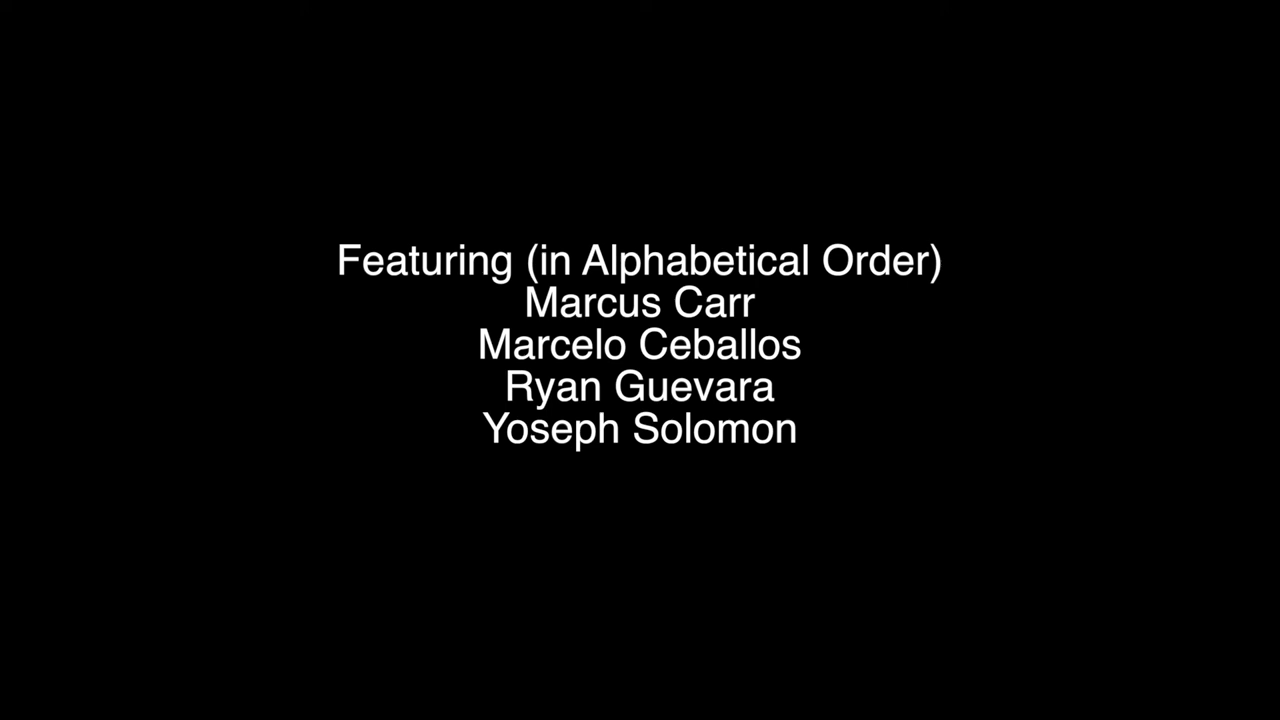 Featuring (in Alphabetical Order)
Marcus Carr
Marcelo Ceballos
Ryan Guevara
Yoseph Solomon